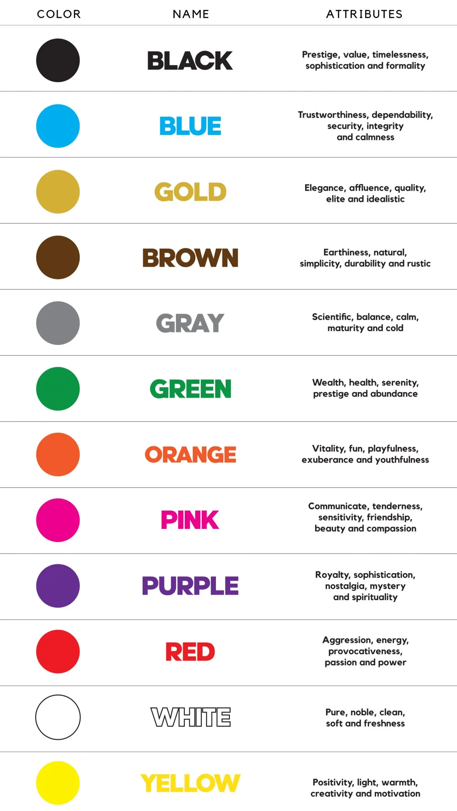 COLOR NAME ATTRIBUTES
BLACK
Prestige, value, timelessness,
sophistication and formality
BLUE
Trustworthiness, dependability,
security, integrity
and calmness
GOLD
Elegance, affluence, quality,
elite and idealistic
BROWN
Earthiness, natural,
simplicity, durability and rustic
GRAY
Scientific, balance, calm,
maturity and cold
GREEN
Wealth, health, serenity,
prestige and abundance
ORANGE
Vitality, fun, playfulness,
exuberance and youthfulness
PINK
Communicate, tenderness,
sensitivity, friendship,
beauty and compassion
PURPLE
Royalty, sophistication,
nostalgia, mystery
and spirituality
RED
Aggression, energy,
provocativeness,
passion and power
WHITE
Pure, noble, clean,
soft and freshness
YELLOW
Positivity, light, warmth,
creativity and motivation